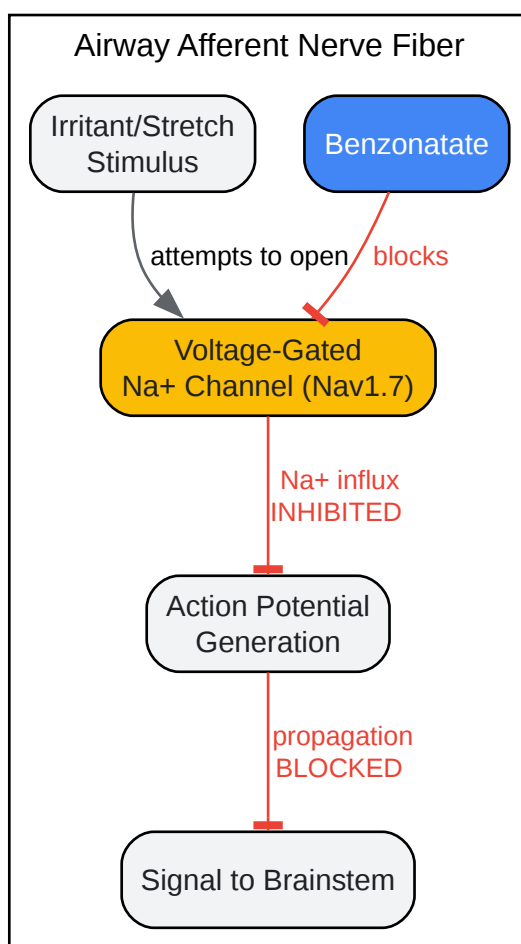 Airway Afferent Nerve Fiber
Irritant/Stretch
Stimulus
Benzonatate
attempts to open
blocks
Voltage-Gated
Na+ Channel (Nav1.7)
Na+ influx
INHIBITED
Action Potential
Generation
propagation
BLOCKED
Signal to Brainstem